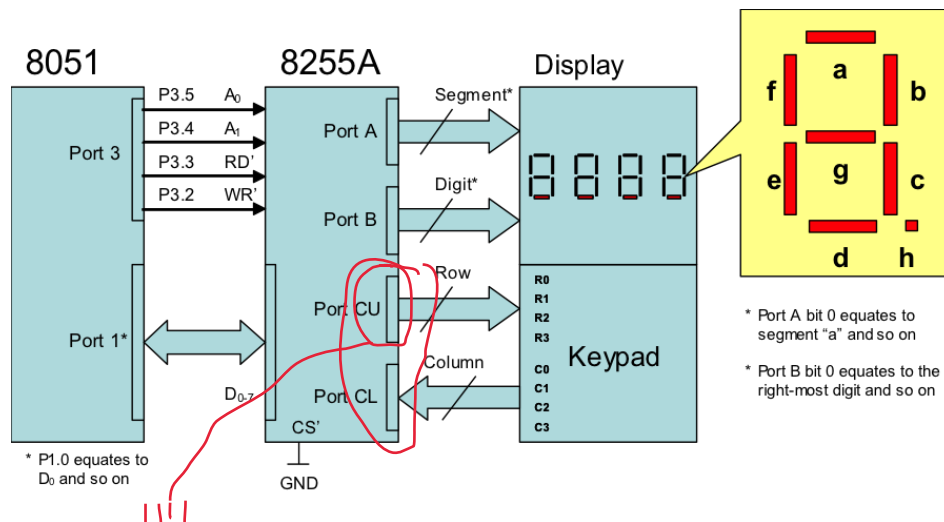 8051
8255A
Display
P3.5 A₀
P3.4 A₁
P3.3 RD'
P3.2 WR'
Port 3
Port 1*
D₀₋₇
CS'
GND
* P1.0 equates to
D₀ and so on
Port A
Port B
Port CU
Port CL
Segment*
Digit*
Row
Column
R0
R1
R2
R3
C0
C1
C2
C3
Keypad
a
f
b
g
e
c
d
h
* Port A bit 0 equates to
segment “a” and so on
* Port B bit 0 equates to the
right-most digit and so on